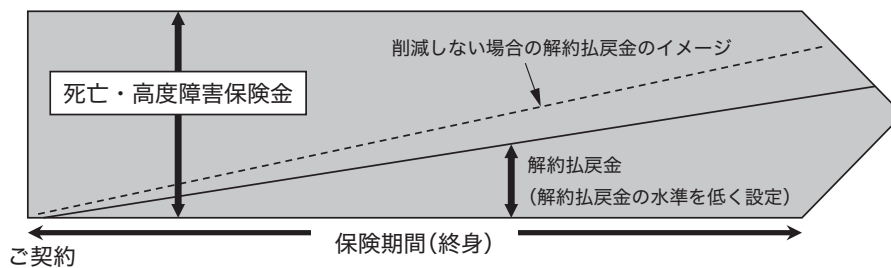 削減しない場合の解約払戻金のイメージ
死亡・高度障害保険金
解約払戻金
（解約払戻金の水準を低く設定）
保険期間（終身）
ご契約